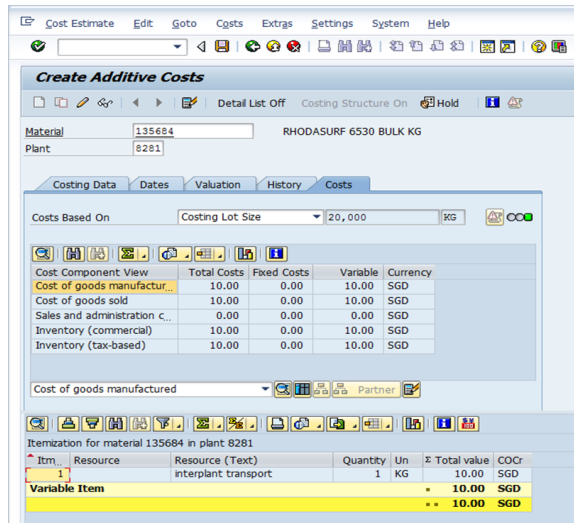 Cost Estimate Edit Goto Costs Extras Settings System Help
Create Additive Costs
Detail List Off Costing Structure On Hold
Material 135684 RHODASURF 6530 BULK KG
Plant 8281
Costing Data Dates Valuation History Costs
Costs Based On Costing Lot Size 20,000 KG
Cost Component View Total Costs Fixed Costs Variable Currency
Cost of goods manufactur... 10.00 0.00 10.00 SGD
Cost of goods sold 10.00 0.00 10.00 SGD
Sales and administration c... 0.00 0.00 0.00 SGD
Inventory (commercial) 10.00 0.00 10.00 SGD
Inventory (tax-based) 10.00 0.00 10.00 SGD
Cost of goods manufactured Partner
Itemization for material 135684 in plant 8281
Itm... Resource Resource (Text) Quantity Un Σ Total value COCr
1 interplant transport 1 KG 10.00 SGD
Variable Item ▪ 10.00 SGD
▪ ▪ 10.00 SGD